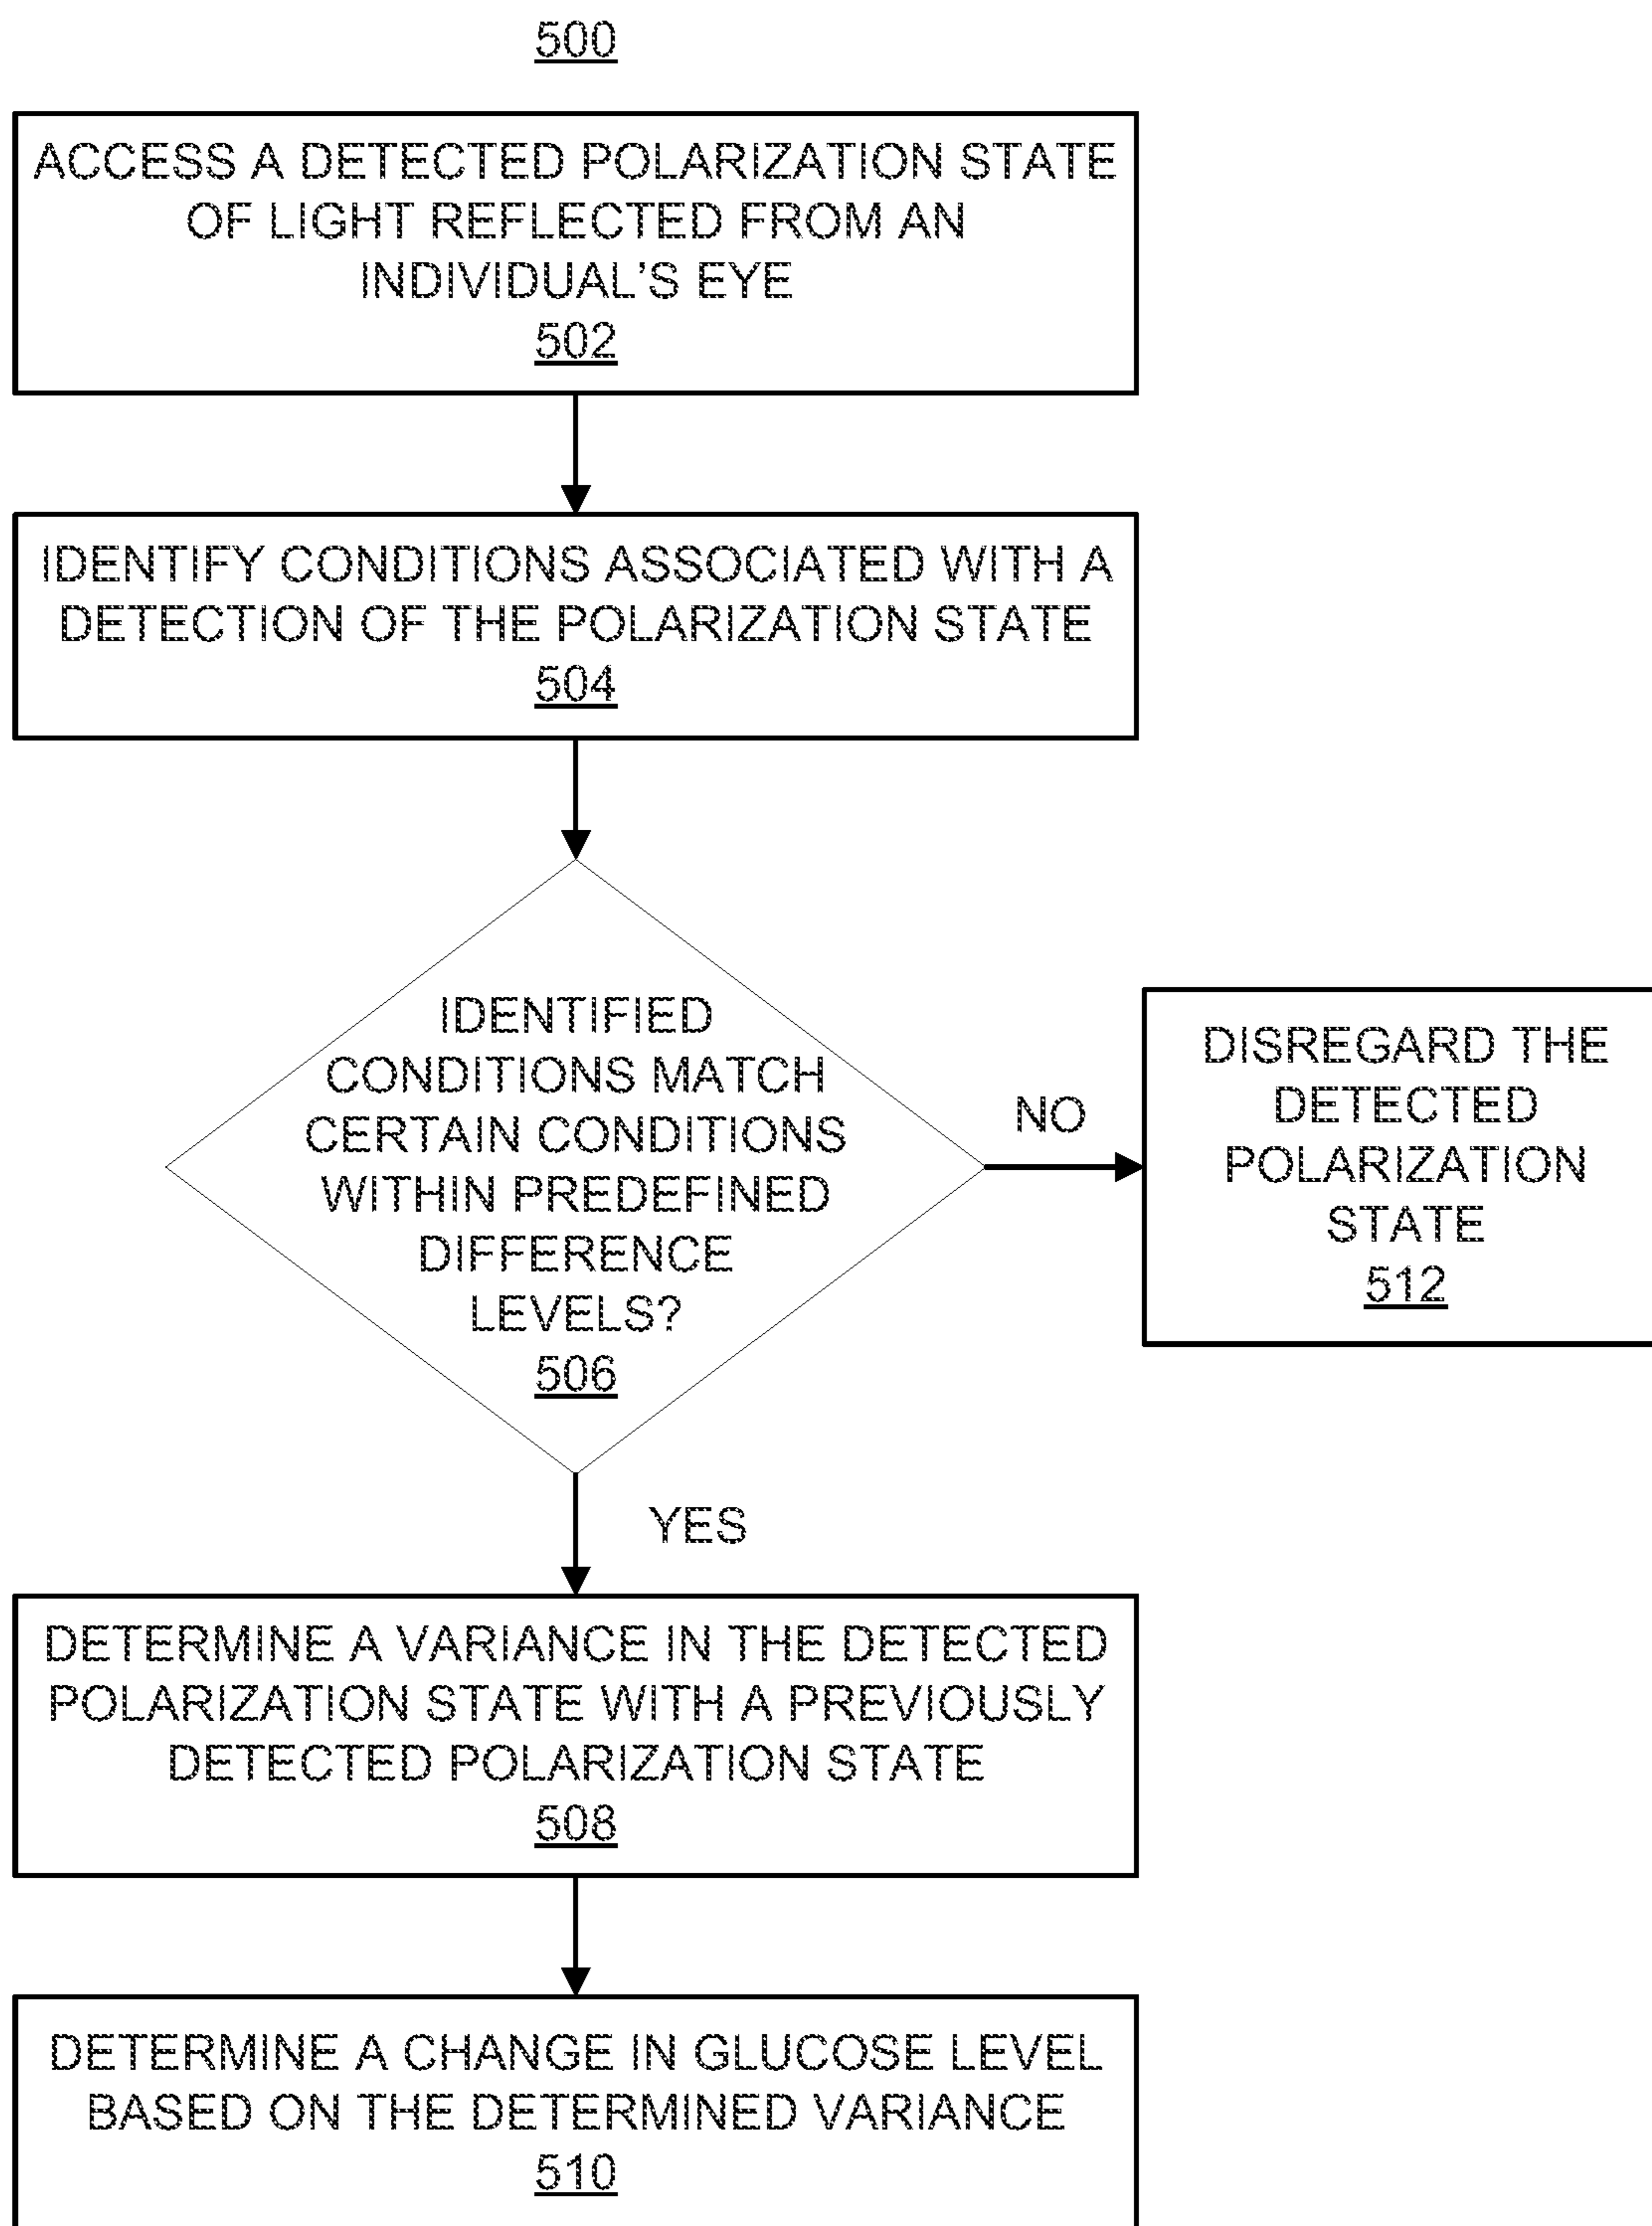 500
ACCESS A DETECTED POLARIZATION STATE
OF LIGHT REFLECTED FROM AN
INDIVIDUAL'S EYE
502
IDENTIFY CONDITIONS ASSOCIATED WITH A
DETECTION OF THE POLARIZATION STATE
504
IDENTIFIED
CONDITIONS MATCH
CERTAIN CONDITIONS
WITHIN PREDEFINED
DIFFERENCE
LEVELS?
506
NO
DISREGARD THE
DETECTED
POLARIZATION
STATE
512
YES
DETERMINE A VARIANCE IN THE DETECTED
POLARIZATION STATE WITH A PREVIOUSLY
DETECTED POLARIZATION STATE
508
DETERMINE A CHANGE IN GLUCOSE LEVEL
BASED ON THE DETERMINED VARIANCE
510